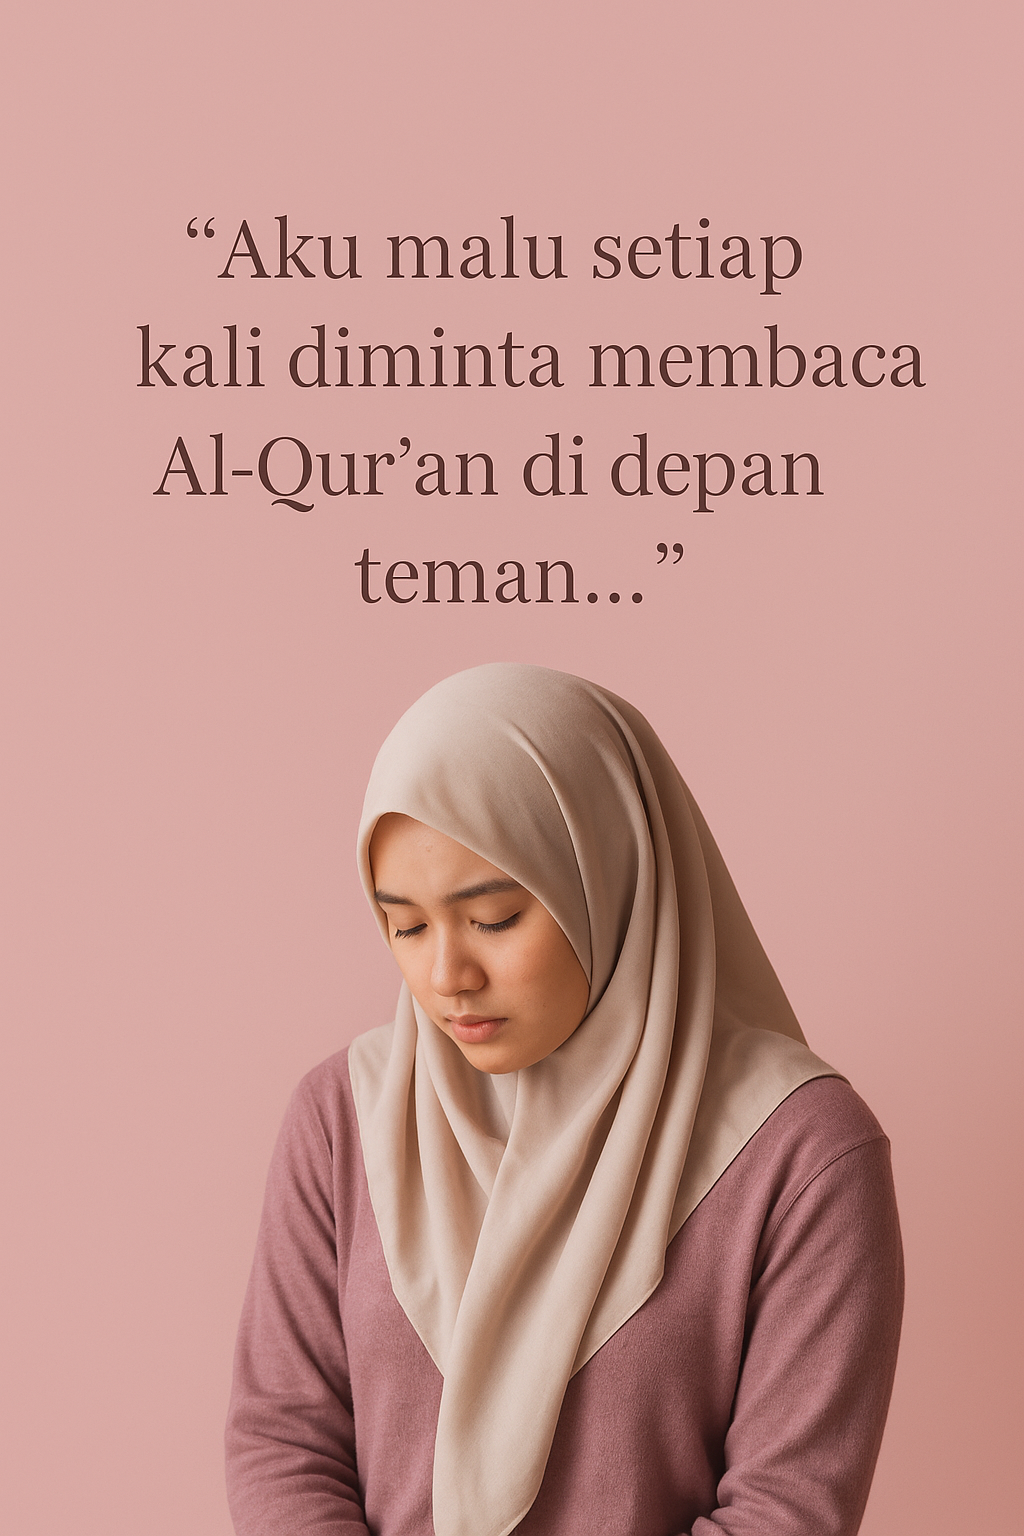 “Aku malu setiap
kali diminta membaca
Al-Qur’an di depan
teman...”